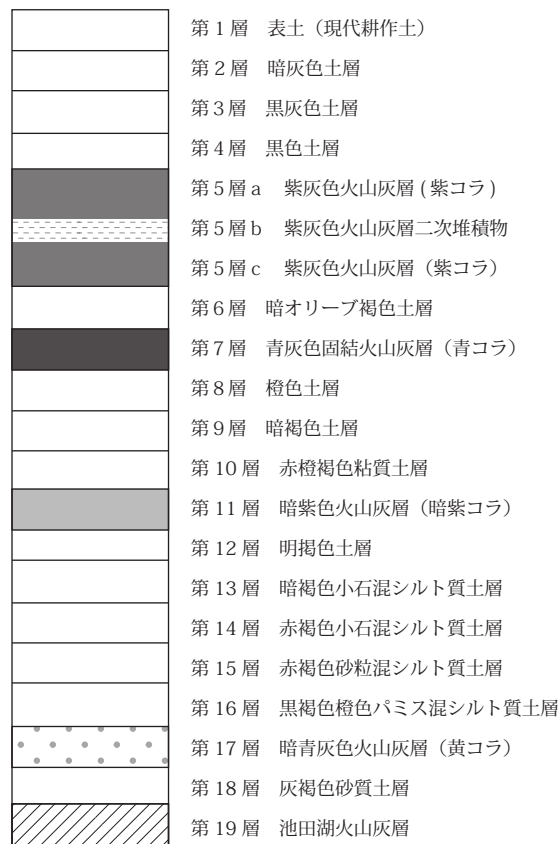 第 1 層　表土（現代耕作土）
第 2 層　暗灰色土層
第 3 層　黒灰色土層
第 4 層　黒色土層
第 5 層 a　紫灰色火山灰層 ( 紫コラ )
第 5 層 b　紫灰色火山灰層二次堆積物
第 5 層 c　紫灰色火山灰層（紫コラ）
第 6 層　暗オリーブ褐色土層
第 7 層　青灰色固結火山灰層（青コラ）
第 8 層　橙色土層
第 9 層　暗褐色土層
第 10 層　赤橙褐色粘質土層
第 11 層　暗紫色火山灰層（暗紫コラ）
第 12 層　明掲色土層
第 13 層　暗褐色小石混シルト質土層
第 14 層　赤褐色小石混シルト質土層
第 15 層　赤褐色砂粒混シルト質土層
第 16 層　黒褐色橙色パミス混シルト質土層
第 17 層　暗青灰色火山灰層（黄コラ）
第 18 層　灰褐色砂質土層
第 19 層　池田湖火山灰層